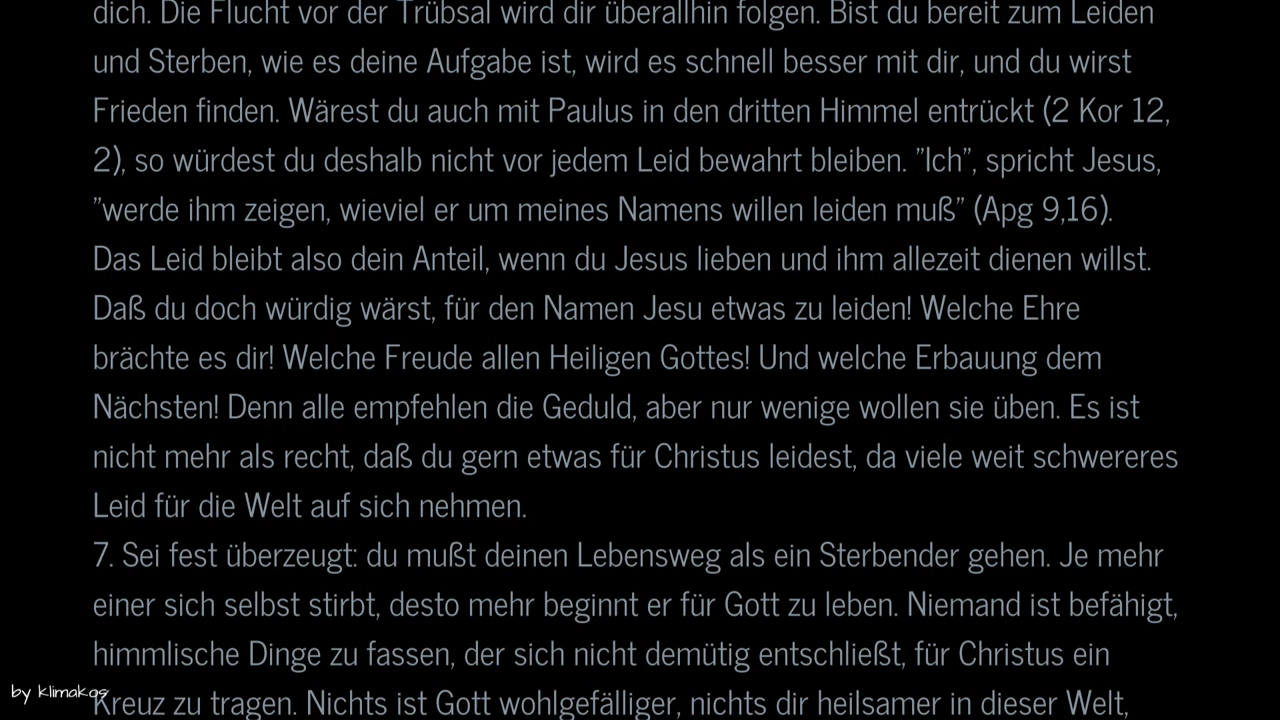 dich. Die Flucht vor der Trübsal wird dir überallhin folgen. Bist du bereit zum Leiden
und Sterben, wie es deine Aufgabe ist, wird es schnell besser mit dir, und du wirst
Frieden finden. Wärest du auch mit Paulus in den dritten Himmel entrückt (2 Kor 12,
2), so würdest du deshalb nicht vor jedem Leid bewahrt bleiben. ”Ich”, spricht Jesus,
”werde ihm zeigen, wieviel er um meines Namens willen leiden muß” (Apg 9,16).
Das Leid bleibt also dein Anteil, wenn du Jesus lieben und ihm allezeit dienen willst.
Daß du doch würdig wärst, für den Namen Jesu etwas zu leiden! Welche Ehre
brächte es dir! Welche Freude allen Heiligen Gottes! Und welche Erbauung dem
Nächsten! Denn alle empfehlen die Geduld, aber nur wenige wollen sie üben. Es ist
nicht mehr als recht, daß du gern etwas für Christus leidest, da viele weit schwereres
Leid für die Welt auf sich nehmen.
7. Sei fest überzeugt: du mußt deinen Lebensweg als ein Sterbender gehen. Je mehr
einer sich selbst stirbt, desto mehr beginnt er für Gott zu leben. Niemand ist befähigt,
himmlische Dinge zu fassen, der sich nicht demütig entschließt, für Christus ein
Kreuz zu tragen. Nichts ist Gott wohlgefälliger, nichts dir heilsamer in dieser Welt,
by klimakos